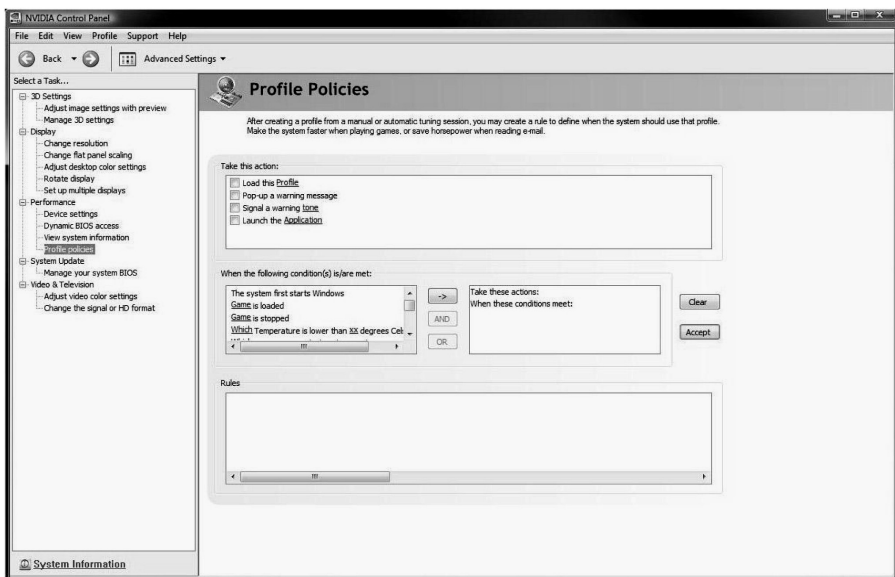 NVIDIA Control Panel
File Edit View Profile Support Help
Back Advanced Settings
Select a Task...
3D Settings
Adjust image settings with preview
Manage 3D settings
Display
Change resolution
Change flat panel scaling
Adjust desktop color settings
Rotate display
Set up multiple displays
Performance
Device settings
Dynamic BIOS access
View system information
Profile policies
System Update
Manage your system BIOS
Video & Television
Adjust video color settings
Change the signal or HD format
System Information
Profile Policies
After creating a profile from a manual or automatic tuning session, you may create a rule to define when the system should use that profile.
Make the system faster when playing games, or save horsepower when reading e-mail.
Take this action:
Load this Profile
Pop-up a warning message
Signal a warning tone
Launch the Application
When the following condition(s) is/are met:
The system first starts Windows
Game is loaded
Game is stopped
Which Temperature is lower than xx degrees Cel
->
AND
OR
Take these actions:
When these conditions meet:
Clear
Accept
Rules